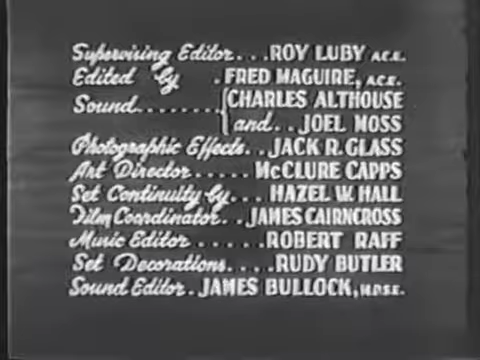 Supervising Editor...ROY LUBY A.C.E.
Edited by .FRED MAGUIRE, A.C.E.
Sound........{CHARLES ALTHOUSE
and..JOEL MOSS
Photographic Effects..JACK R. GLASS
Art Director.....McCLURE CAPPS
Set Continuity by...HAZEL W. HALL
Film Coordinator..JAMES CAIRNCROSS
Music Editor......ROBERT RAFF
Set Decorations....RUDY BUTLER
Sound Editor.JAMES BULLOCK, M.P.S.E.